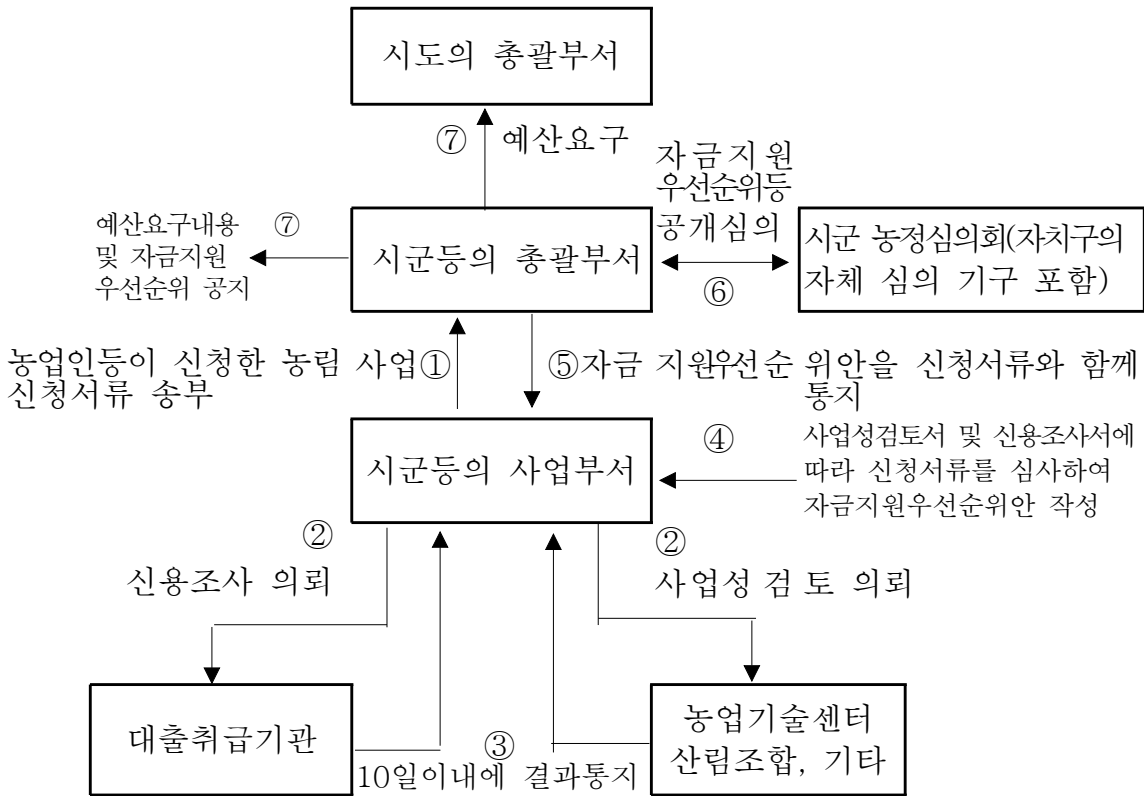 시도의 총괄부서
⑦ 예산요구
자금지원
우선순위등
공개심의
예산요구내용 ⑦
및 자금지원
우선순위 공지
시군등의 총괄부서
⑥
시군 농정심의회(자치구의
자체 심의 기구 포함)
농업인등이 신청한 농림 사업①
신청서류 송부
⑤자금 지원우선순 위안을 신청서류와 함께
통지
시군등의 사업부서
④
사업성검토서 및 신용조사서에
따라 신청서류를 심사하여
자금지원우선순위안 작성
②
신용조사 의뢰
②
사업성검토 의뢰
대출취급기관
③
10일이내에 결과통지
농업기술센터
산림조합, 기타